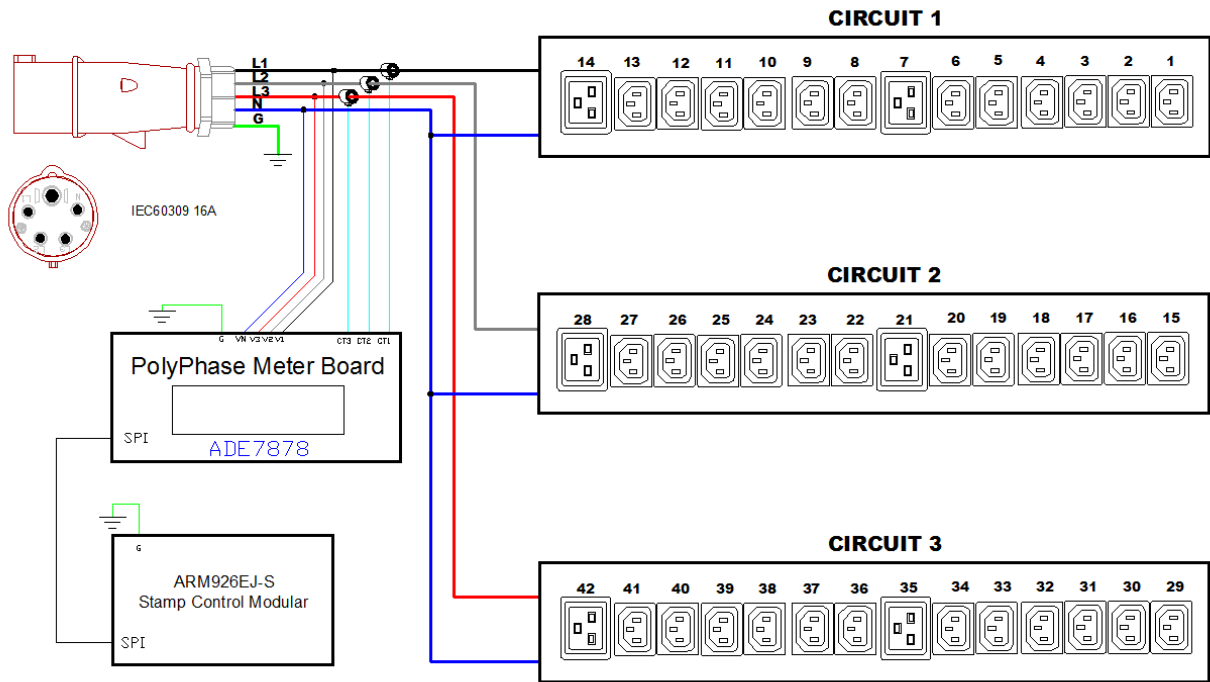 CIRCUIT 1
14 13 12 11 10 9 8 7 6 5 4 3 2 1
L1
L2
L3
N
G
IEC60309 16A
CIRCUIT 2
28 27 26 25 24 23 22 21 20 19 18 17 16 15
G VN V3 V2 V1 CT3 CT2 CT1
PolyPhase Meter Board
SPI
ADE7878
CIRCUIT 3
42 41 40 39 38 37 36 35 34 33 32 31 30 29
G
ARM926EJ-S
Stamp Control Modular
SPI